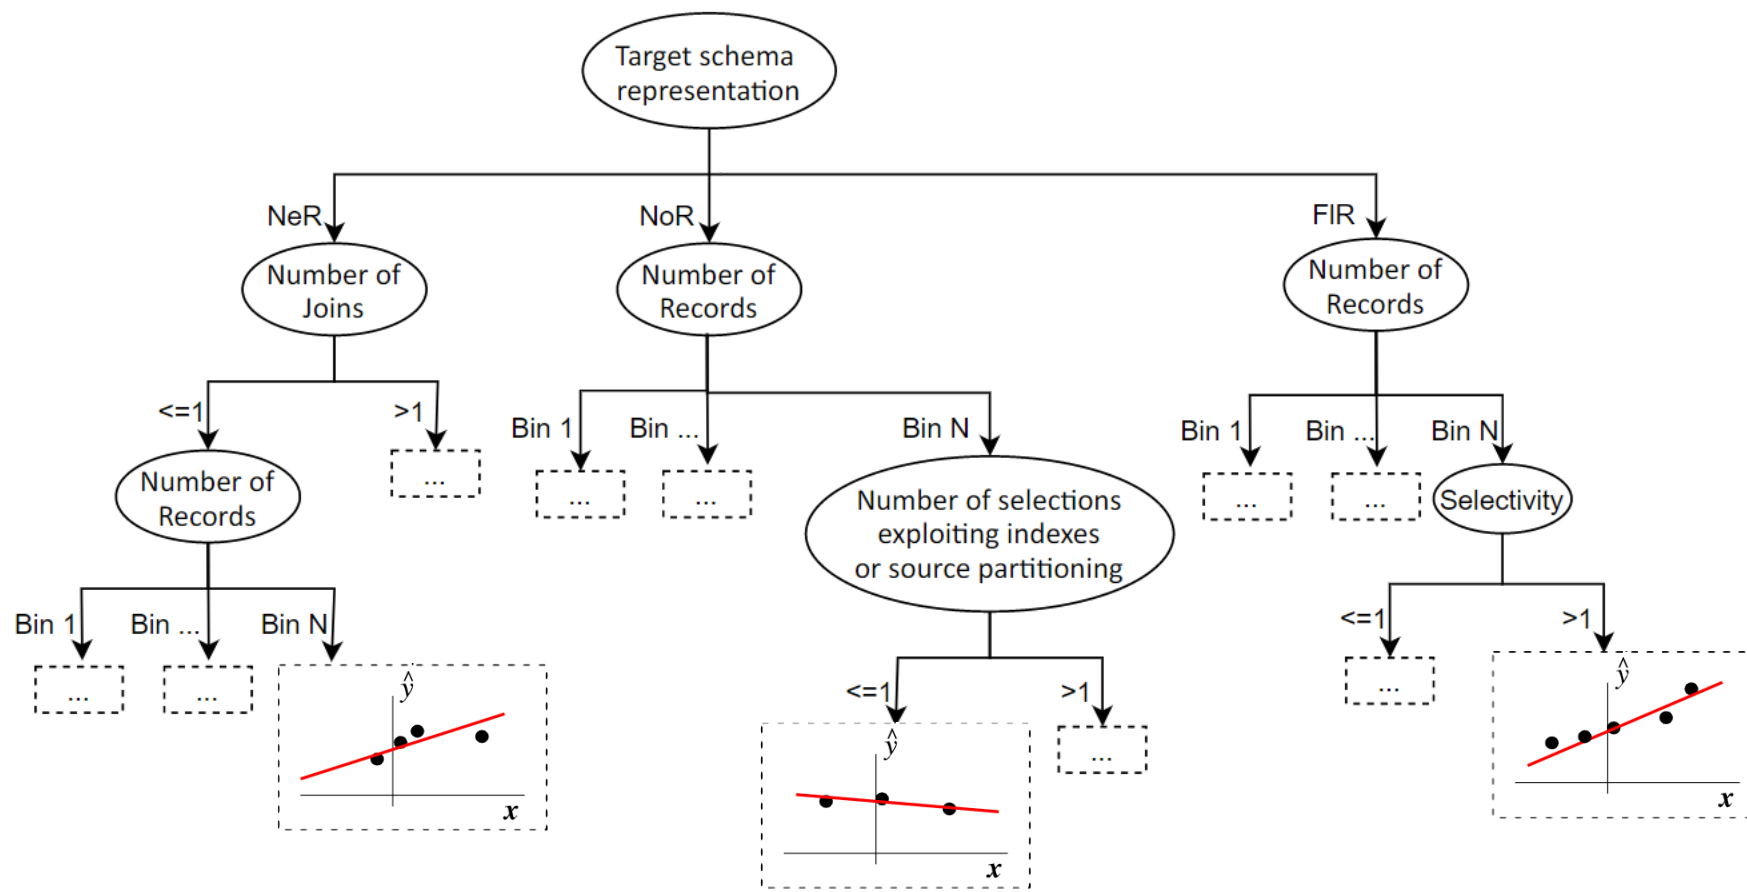 Target schema
representation
NeR
NoR
FIR
Number of
Joins
Number of
Records
Number of
Records
<=1
>1
Bin 1
Bin ...
Bin N
Bin 1
Bin ...
Bin N
...
...
...
...
...
Number of
Records
Number of selections
exploiting indexes
or source partitioning
Selectivity
Bin 1
Bin ...
Bin N
<=1
>1
<=1
>1
...
...
...
...
ŷ
x
ŷ
x
ŷ
x